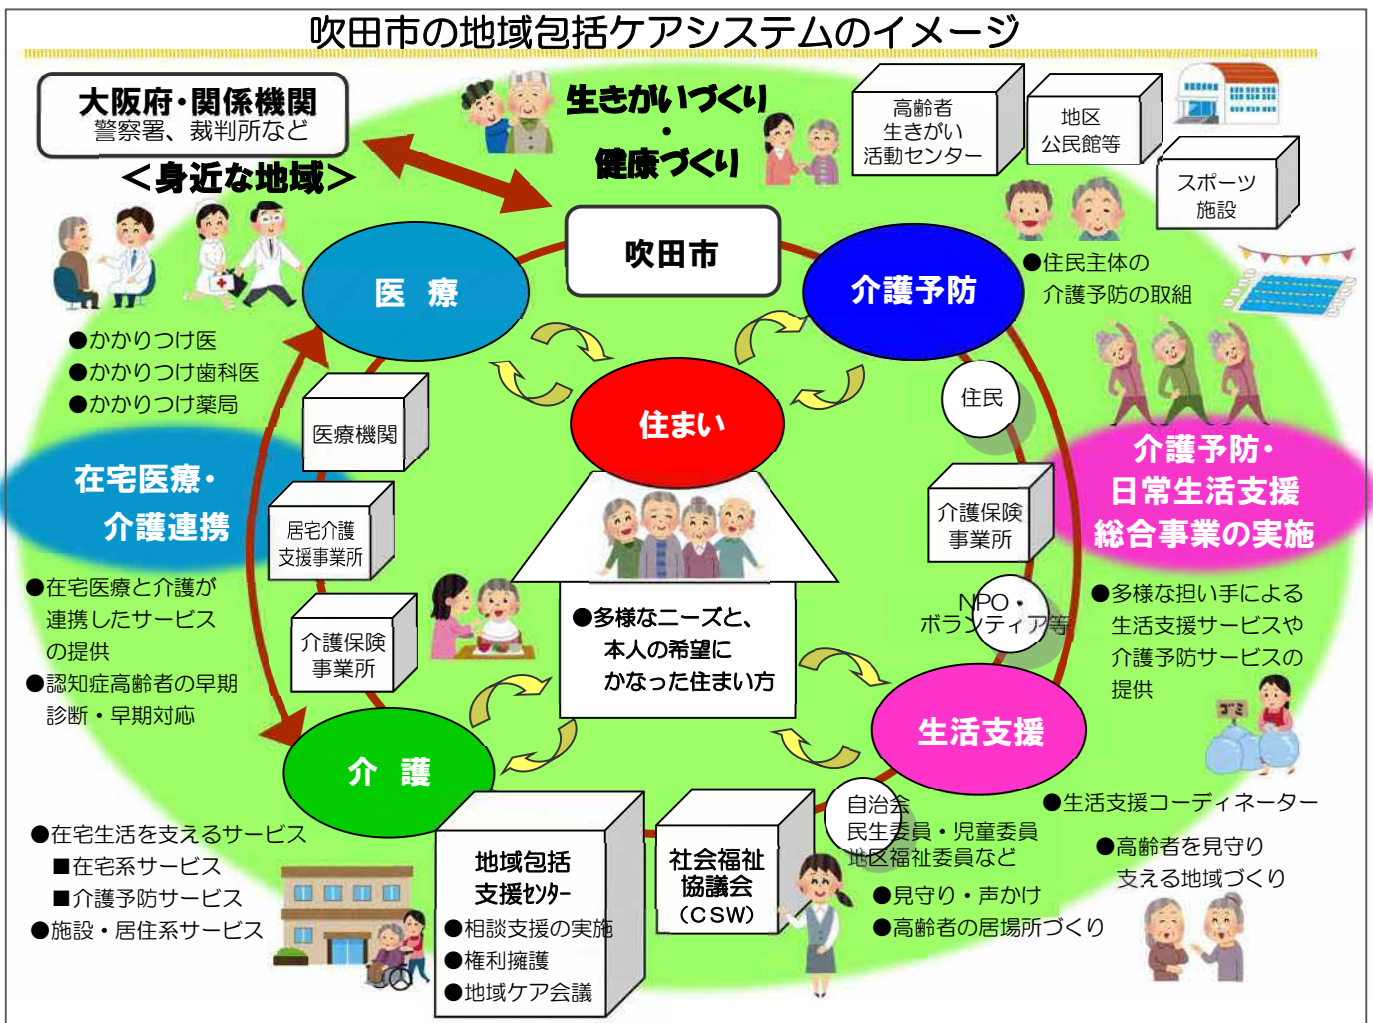 吹田市の地域包括ケアシステムのイメージ
大阪府・関係機関
警察署、裁判所など
＜身近な地域＞
生きがいづくり
・
健康づくり
高齢者
生きがい
活動センター
地区
公民館等
スポーツ
施設
吹田市
医 療
介護予防
●住民主体の
介護予防の取組
●かかりつけ医
●かかりつけ歯科医
●かかりつけ薬局
医療機関
住まい
住民
在宅医療・
介護連携
居宅介護
支援事業所
介護保険
事業所
介護予防・
日常生活支援
総合事業の実施
●在宅医療と介護が
連携したサービス
の提供
●認知症高齢者の早期
診断・早期対応
介護保険
事業所
●多様なニーズと、
本人の希望に
かなった住まい方
NPO・
ボランティア等
●多様な担い手による
生活支援サービスや
介護予防サービスの
提供
ゴミ
介 護
生活支援
●在宅生活を支えるサービス
■在宅系サービス
■介護予防サービス
●施設・居住系サービス
地域包括
支援ｾﾝﾀｰ
●相談支援の実施
●権利擁護
●地域ケア会議
社会福祉
協議会
（CSW）
自治会
民生委員・児童委員
地区福祉委員など
●見守り・声かけ
●高齢者の居場所づくり
●生活支援コーディネーター
●高齢者を見守り
支える地域づくり